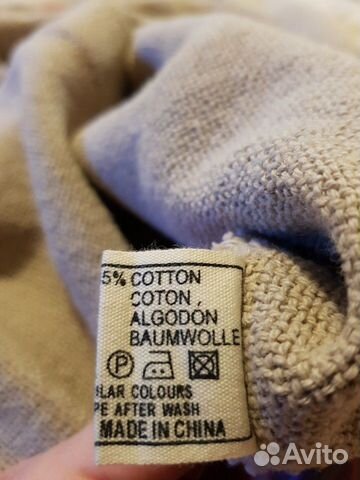 5% COTTON
COTON,
ALGODON
BAUMWOLLE
P
LAR COLOURS
PE AFTER WASH
MADE IN CHINA
Avito